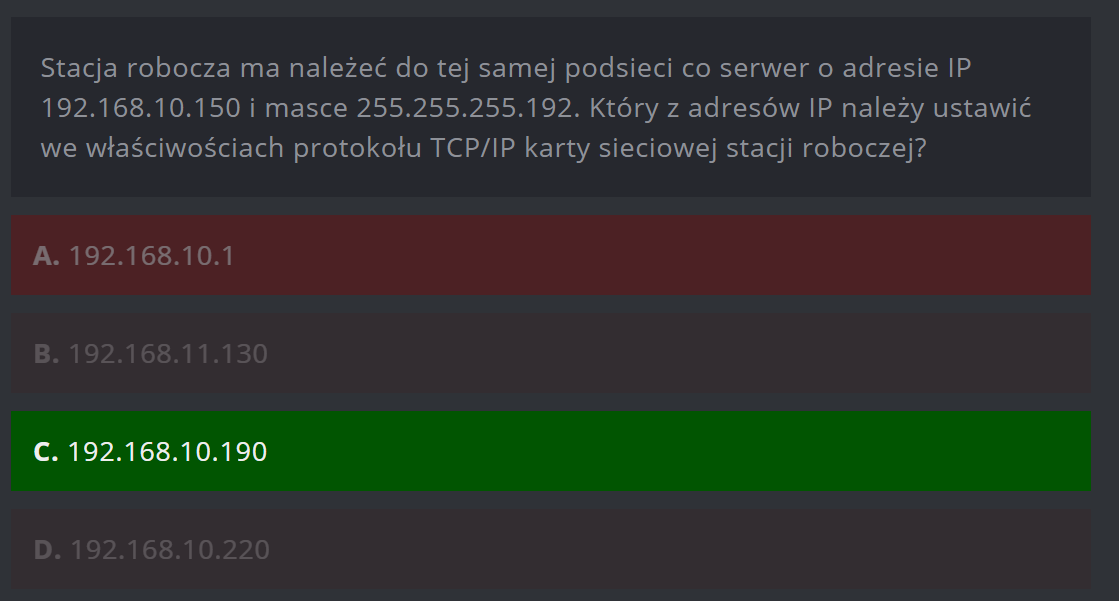 Stacja robocza ma należeć do tej samej podsieci co serwer o adresie IP
192.168.10.150 i masce 255.255.255.192. Który z adresów IP należy ustawić
we właściwościach protokołu TCP/IP karty sieciowej stacji roboczej?
A. 192.168.10.1
B. 192.168.11.130
C. 192.168.10.190
D. 192.168.10.220